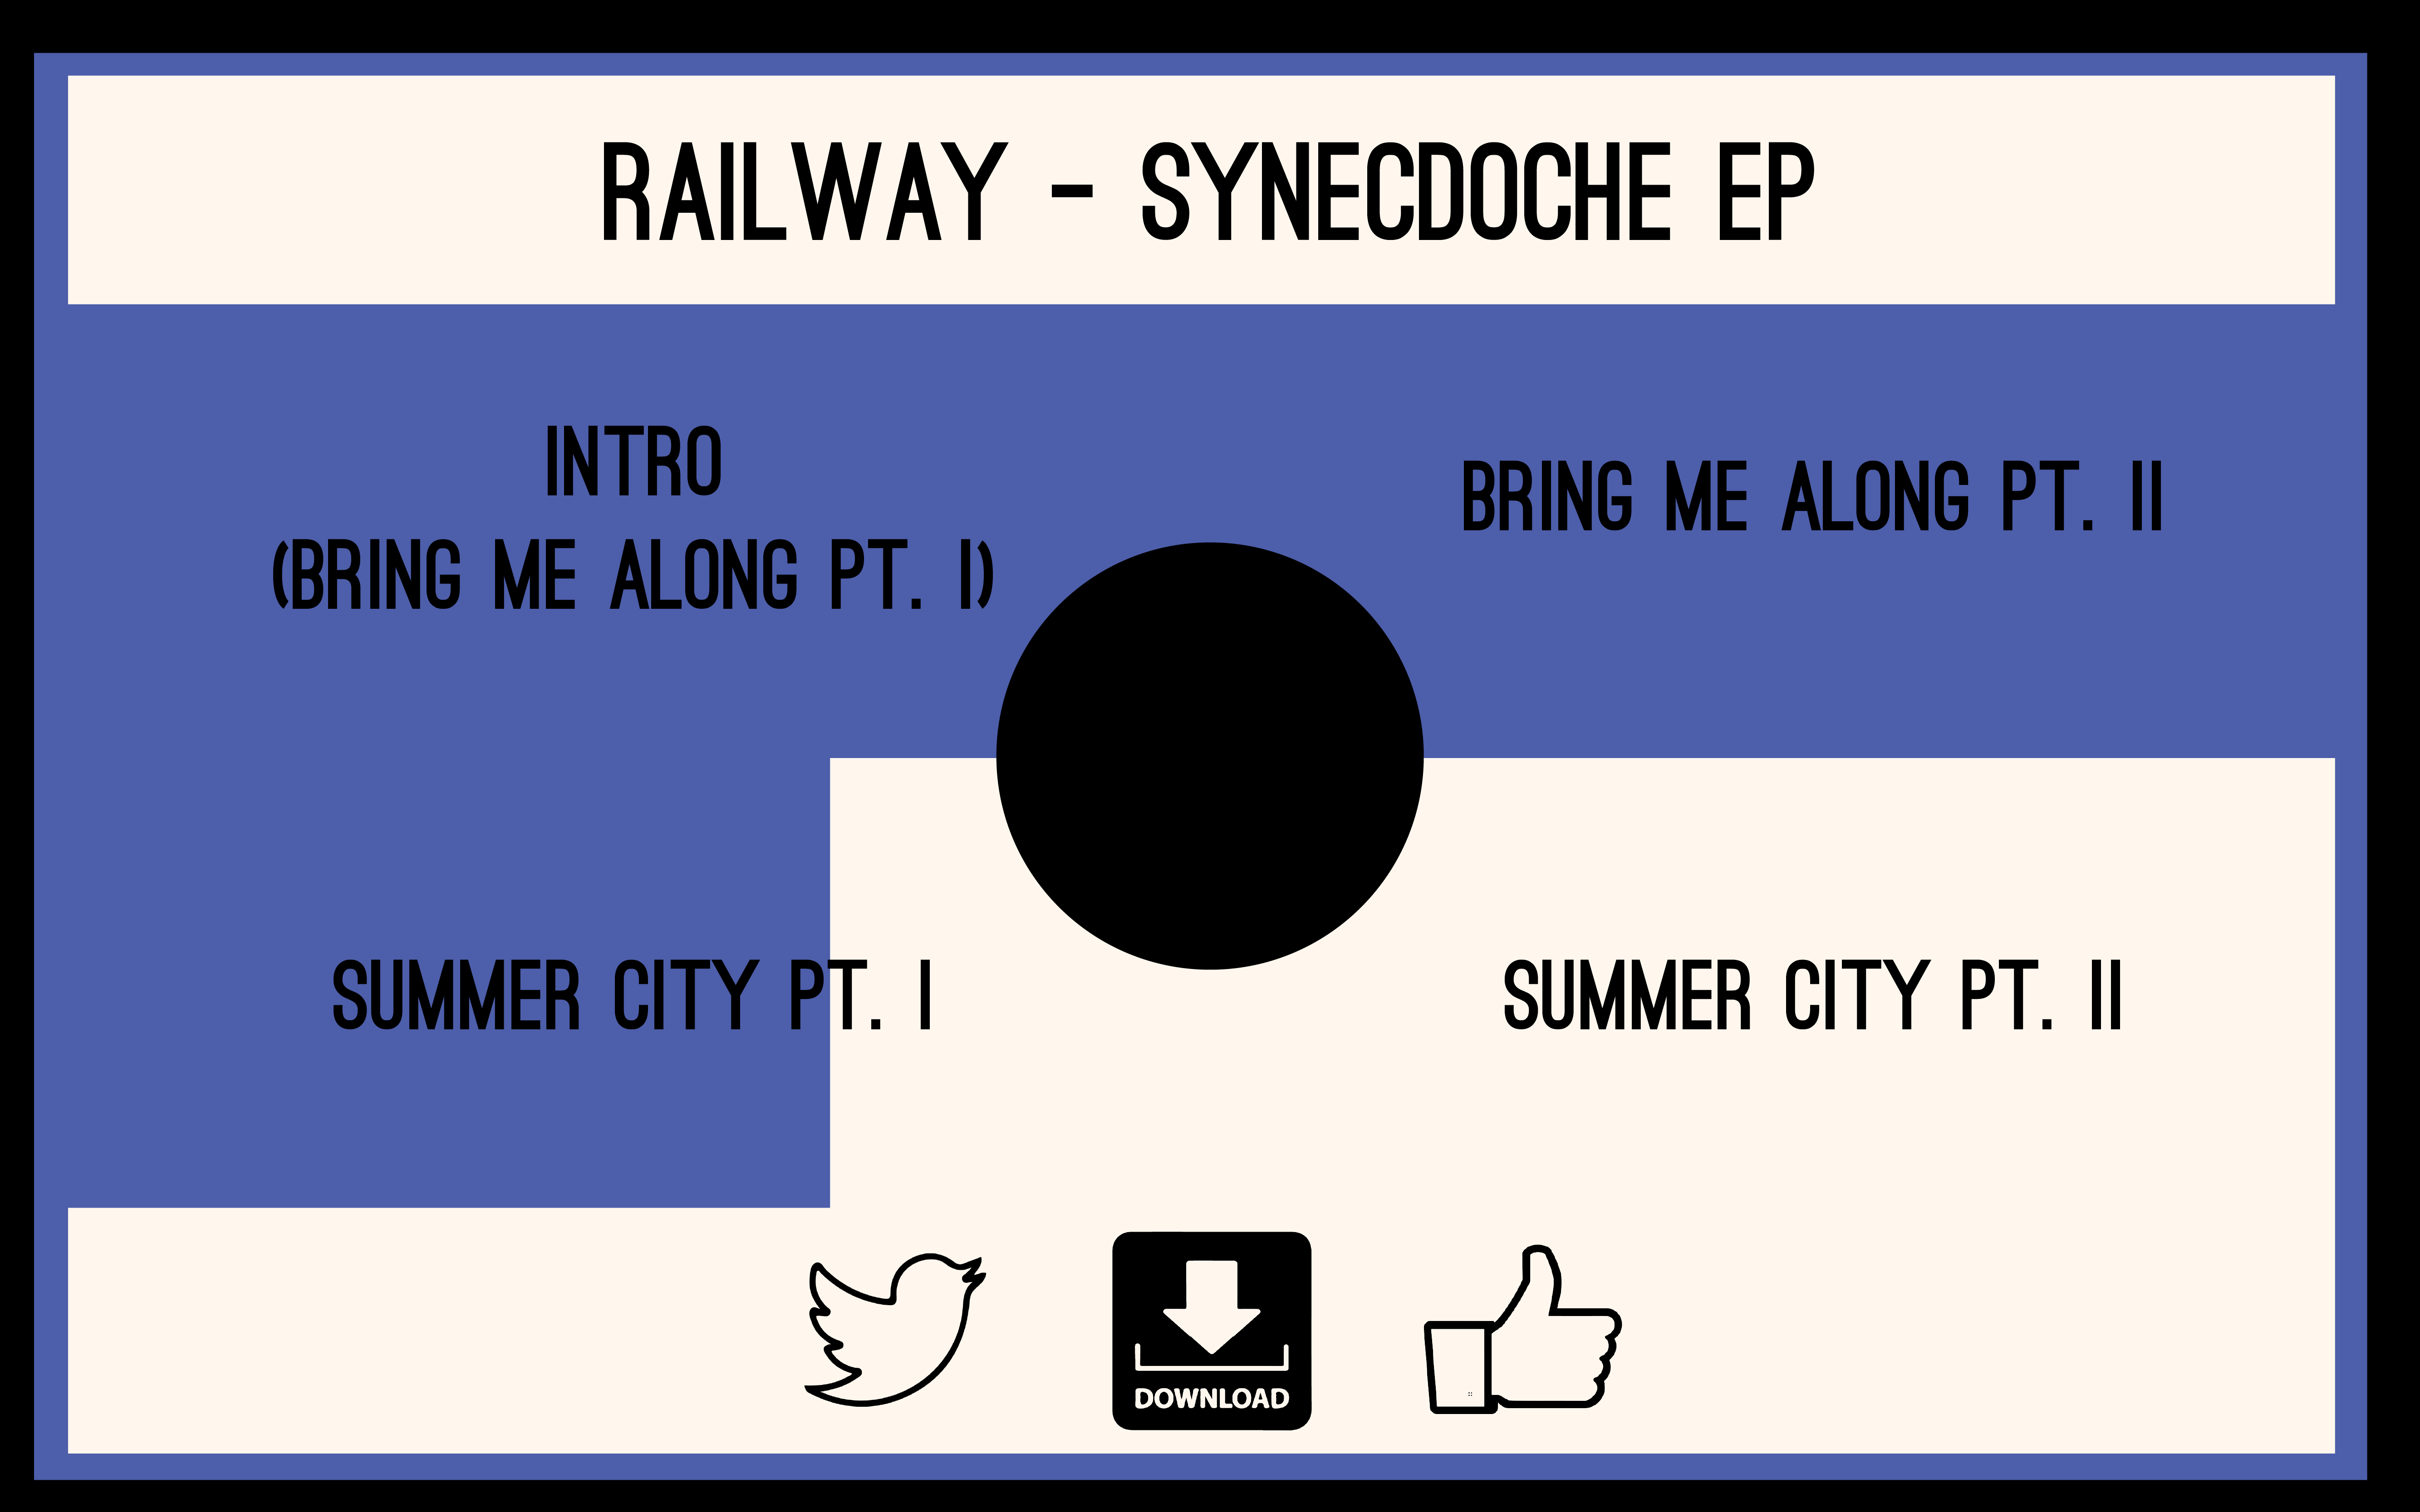 RAILWAY - SYNECDOCHE EP
INTRO
(BRING ME ALONG PT. I)
BRING ME ALONG PT. II
SUMMER CITY PT. I
SUMMER CITY PT. II
DOWNLOAD